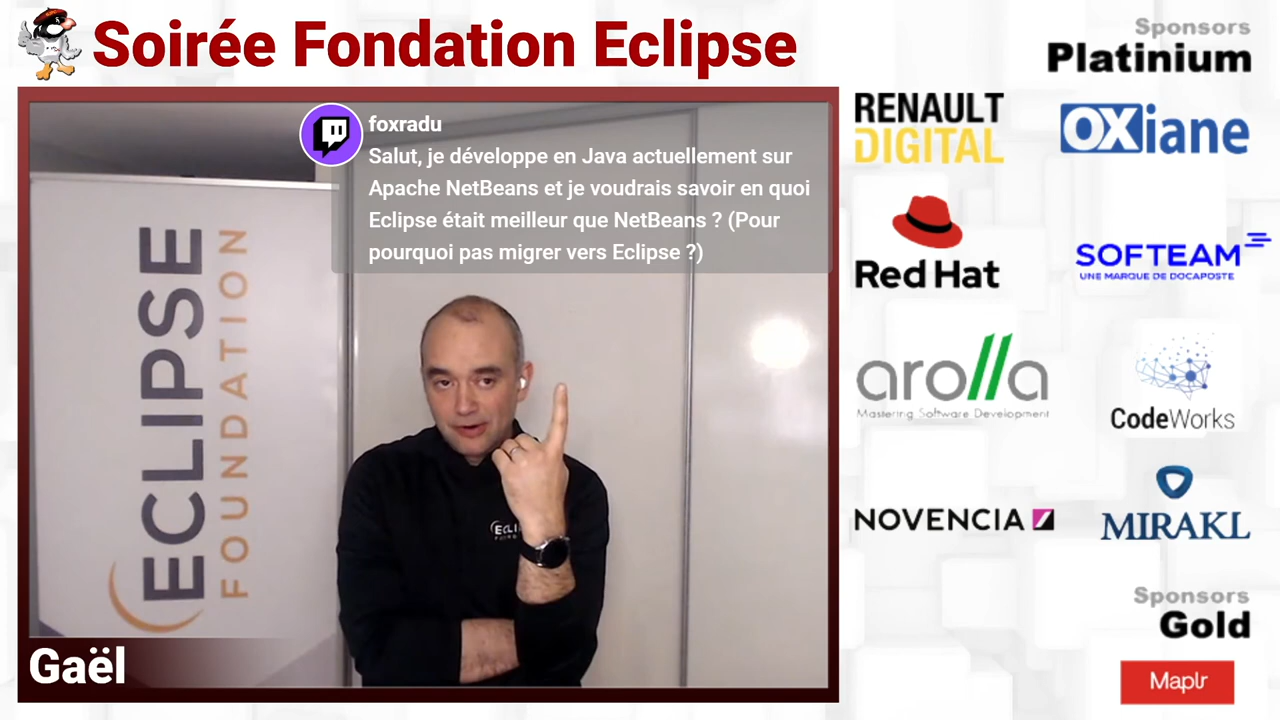 Soirée Fondation Eclipse
foxradu
Salut, je développe en Java actuellement sur
Apache NetBeans et je voudrais savoir en quoi
Eclipse était meilleur que NetBeans ? (Pour
pourquoi pas migrer vers Eclipse ?)
ECLIPSE
FOUNDATION
Gaël
Sponsors
Platinium
RENAULT
DIGITAL
OXiane
Red Hat
SOFTEAM
UNE MARQUE DE DOCAPOSTE
arolla
Mastering Software Development
CodeWorks
NOVENCIA
MIRAKL
Sponsors
Gold
Maplr